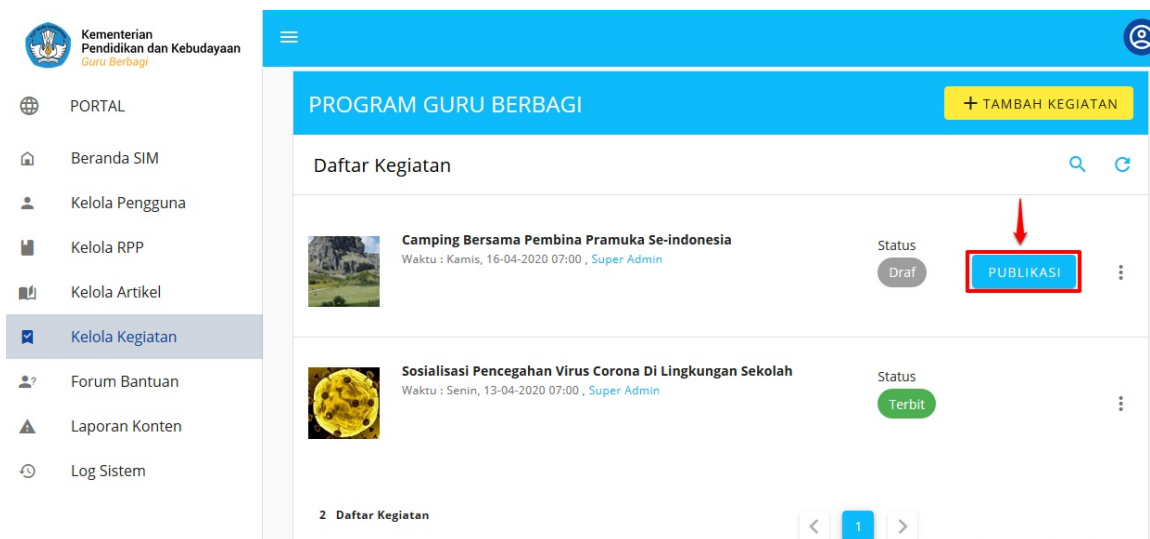 Kementerian
Pendidikan dan Kebudayaan
Guru Berbagi
PORTAL
Beranda SIM
Kelola Pengguna
Kelola RPP
Kelola Artikel
Kelola Kegiatan
Forum Bantuan
Laporan Konten
Log Sistem
PROGRAM GURU BERBAGI
+ TAMBAH KEGIATAN
Daftar Kegiatan
Camping Bersama Pembina Pramuka Se-indonesia
Waktu : Kamis, 16-04-2020 07:00 , Super Admin
Status
Draf
PUBLIKASI
Sosialisasi Pencegahan Virus Corona Di Lingkungan Sekolah
Waktu : Senin, 13-04-2020 07:00 , Super Admin
Status
Terbit
2 Daftar Kegiatan
< 1 >